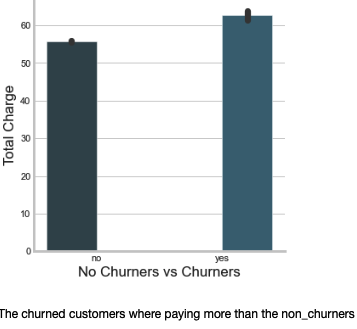 60
50
40
30
20
10
0
Total Charge
no yes
No Churners vs Churners
The churned customers where paying more than the non_churners